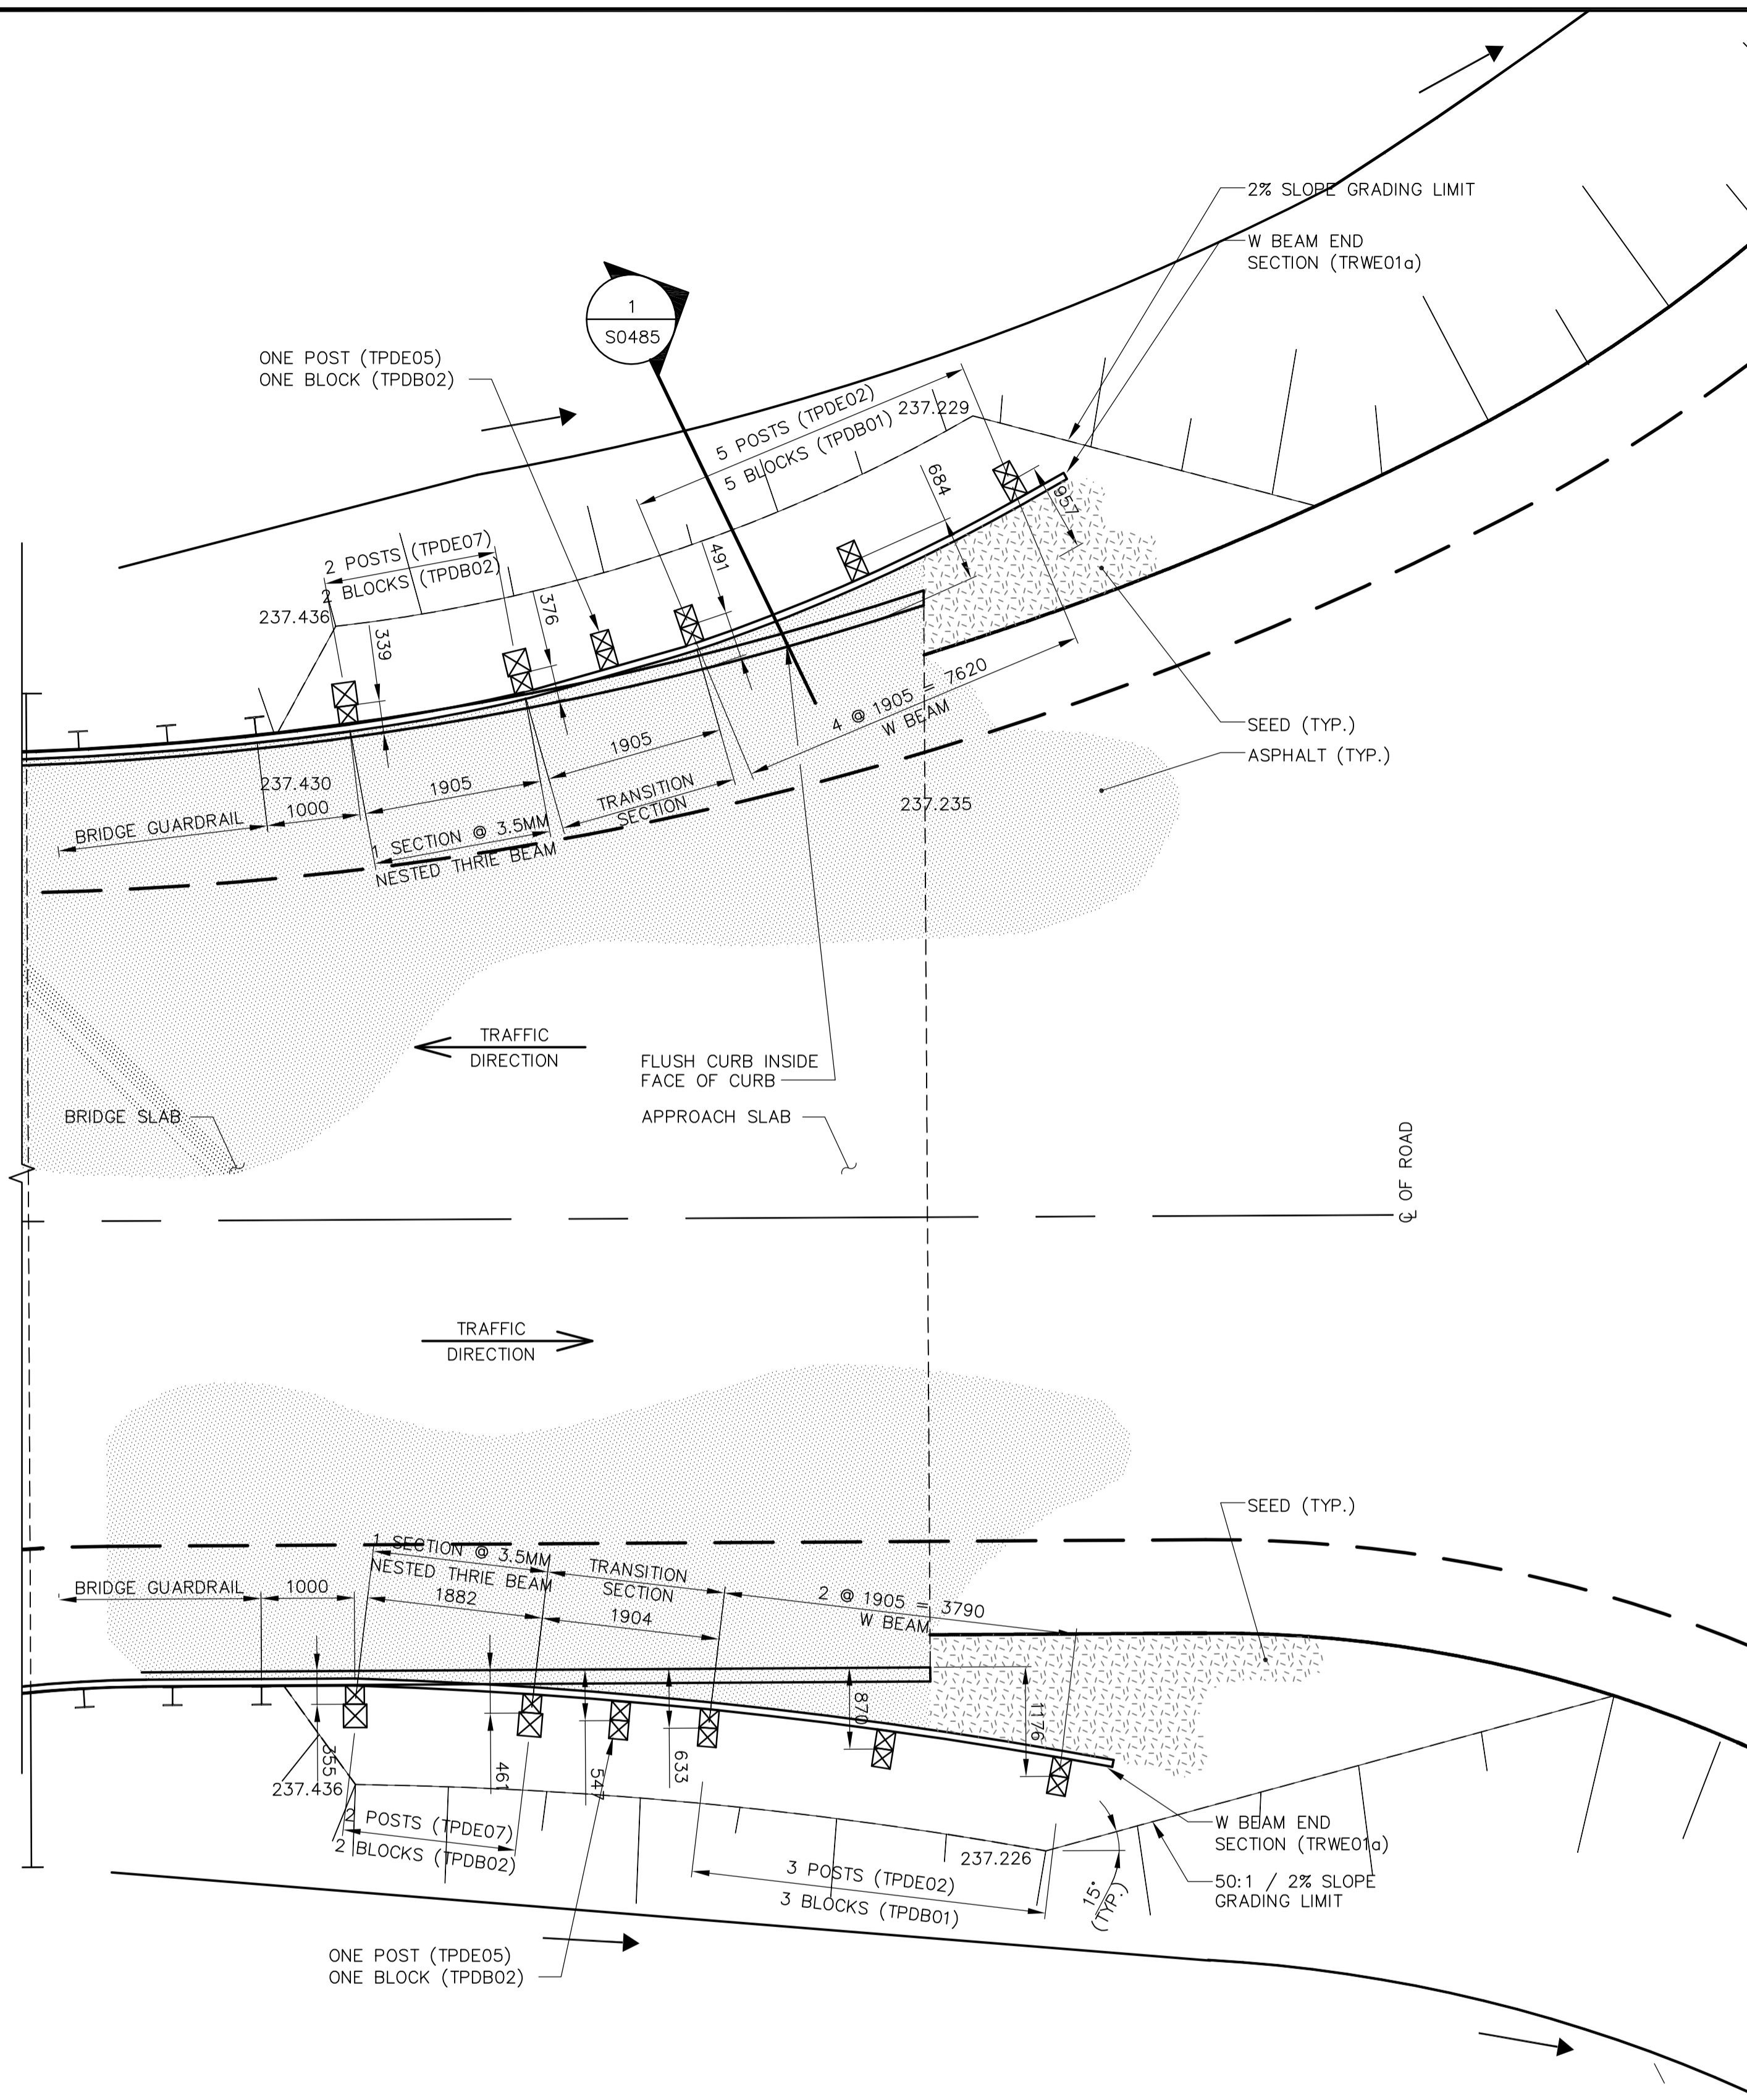 2% SLOPE GRADING LIMIT
W BEAM END
SECTION (TRWE01a)
1
S0485
ONE POST (TPDE05)
ONE BLOCK (TPDB02)
5 POSTS (TPDE02)
5 BLOCKS (TPDB01)
237.229
684
957
2 POSTS (TPDE07)
2 BLOCKS (TPDB02)
237.436
339
376
491
4 @ 1905 = 7620
W BEAM
SEED (TYP.)
ASPHALT (TYP.)
1905
237.430
1905
TRANSITION
SECTION
237.235
1000
BRIDGE GUARDRAIL
1 SECTION @ 3.5MM
NESTED THRIE BEAM
TRAFFIC
DIRECTION
FLUSH CURB INSIDE
FACE OF CURB
BRIDGE SLAB
APPROACH SLAB
℄ OF ROAD
TRAFFIC
DIRECTION
SEED (TYP.)
1 SECTION @ 3.5MM
NESTED THRIE BEAM
TRANSITION
SECTION
BRIDGE GUARDRAIL
1000
1882
1904
2 @ 1905 = 3790
W BEAM
355
461
547
633
870
1176
237.436
2 POSTS (TPDE07)
2 BLOCKS (TPDB02)
237.226
3 POSTS (TPDE02)
3 BLOCKS (TPDB01)
15°
(TYP.)
W BEAM END
SECTION (TRWE01a)
50:1 / 2% SLOPE
GRADING LIMIT
ONE POST (TPDE05)
ONE BLOCK (TPDB02)